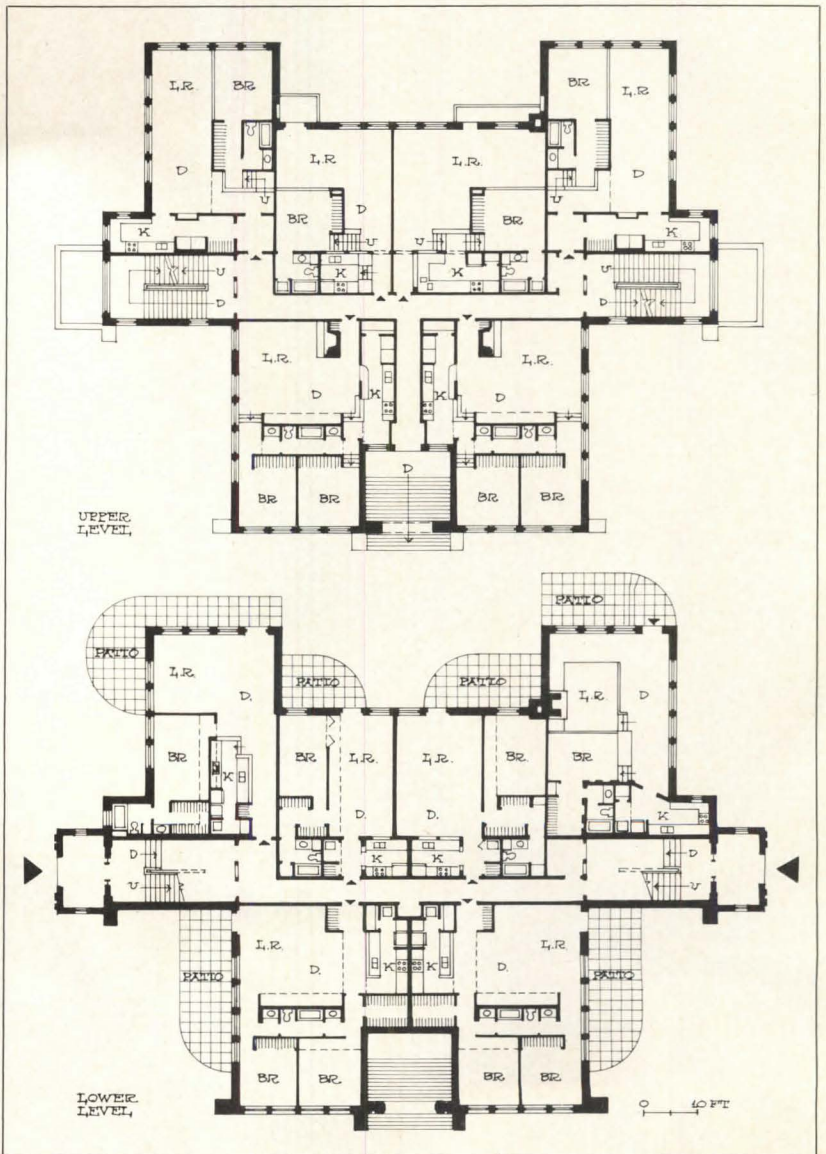 L.R. BR BR L.R.
L.R. L.R.
D D
U U
BR D BR
K K
U U
U K K U
D D
L.R. L.R.
D D
K K
D
BR BR BR BR
UPPER
LEVEL
PATIO
PATIO
L.R.
PATIO PATIO
D. L.R. D
BR L.R. L.R. BR. BR
K
D. D.
K
K K
D D
U U
L.R. D. D. L.R.
K K
PATIO PATIO
BR BR BR BR
LOWER
LEVEL
0 10 FT